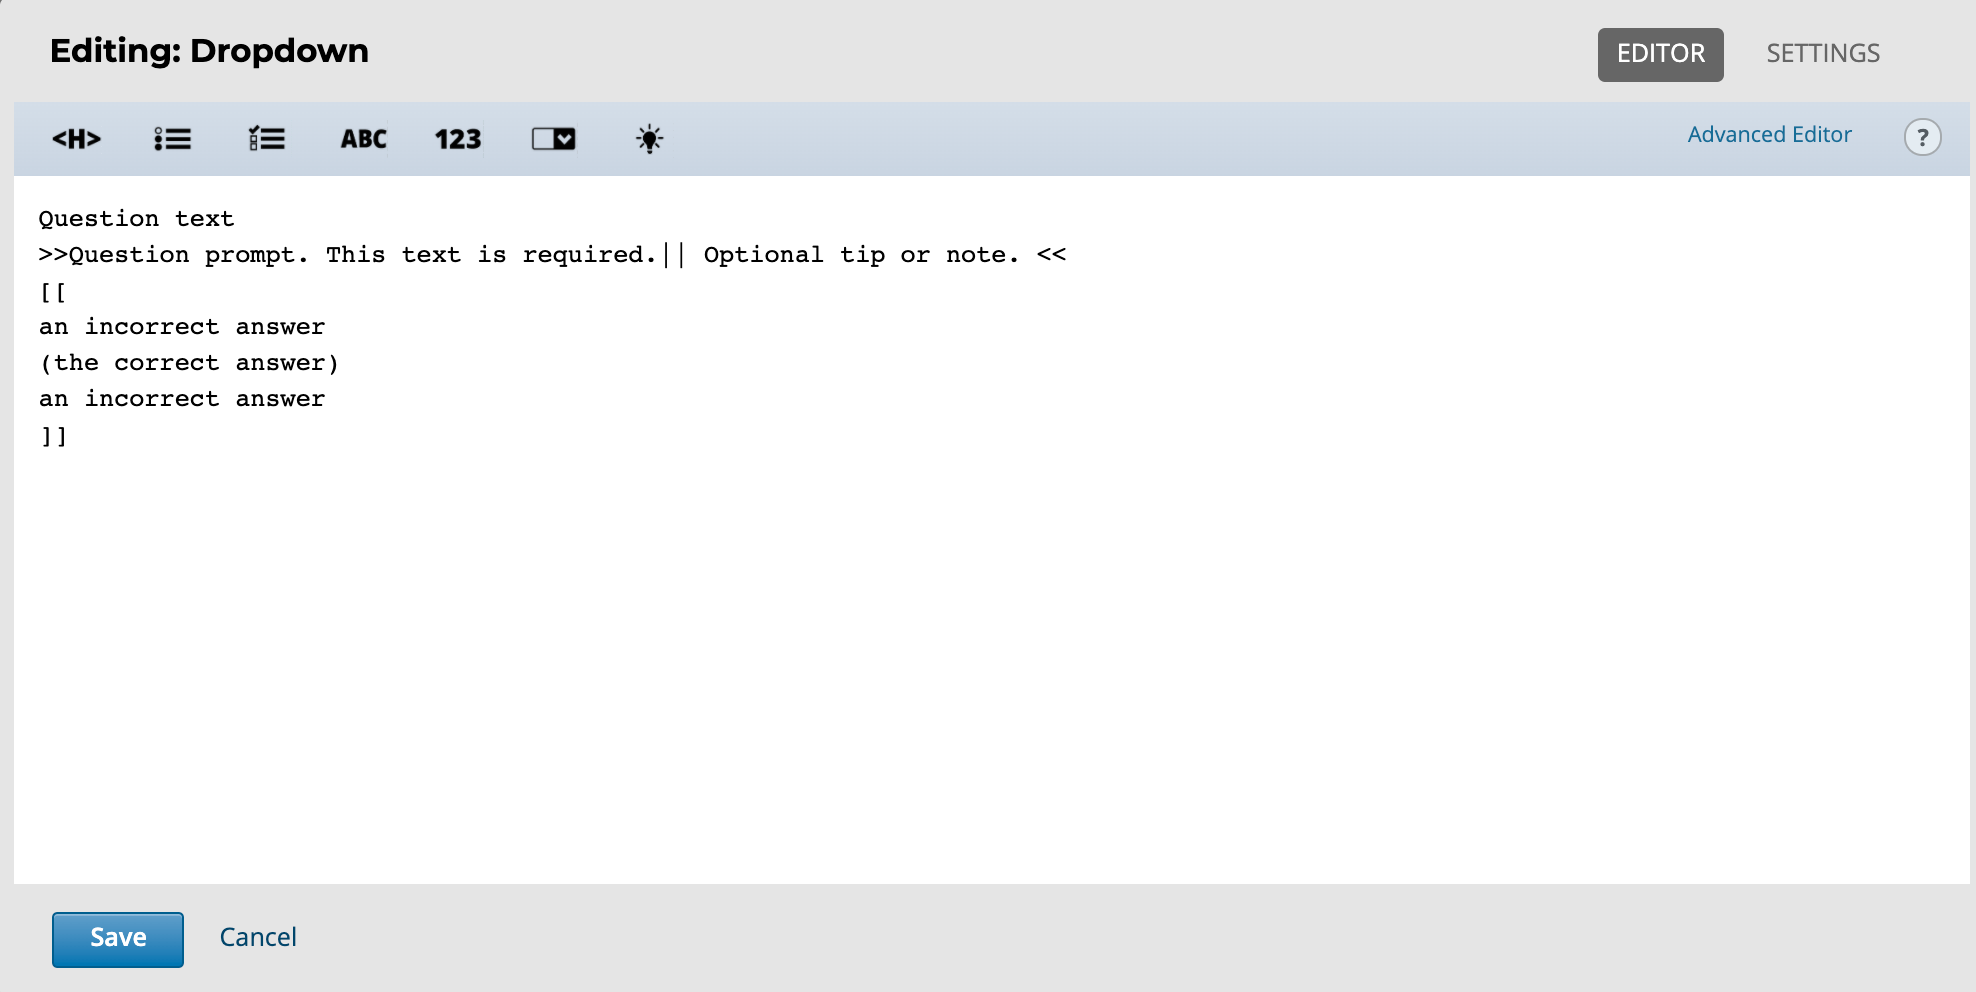 Editing: Dropdown
EDITOR SETTINGS
<H> ABC 123 Advanced Editor ?
Question text
>>Question prompt. This text is required.|| Optional tip or note. <<
[[
an incorrect answer
(the correct answer)
an incorrect answer
]]
Save Cancel